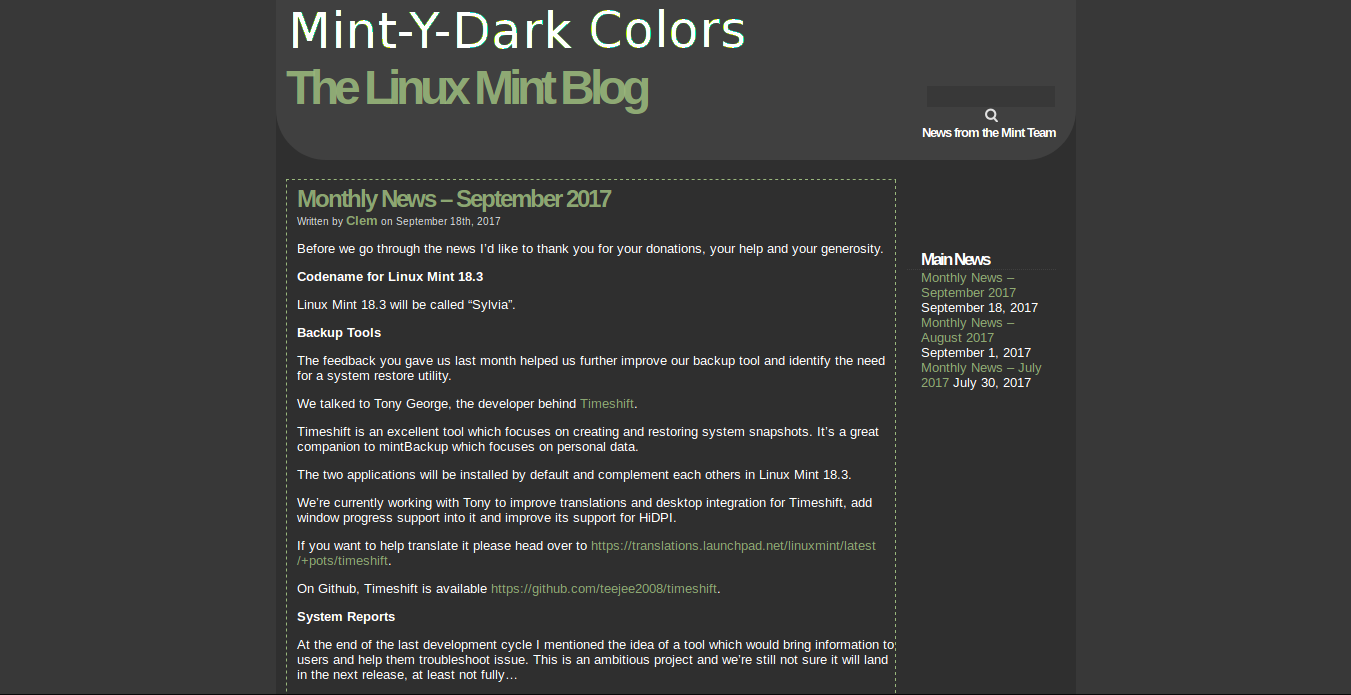 Mint-Y-Dark Colors
The Linux Mint Blog
News from the Mint Team
Monthly News – September 2017
Written by Clem on September 18th, 2017
Before we go through the news I’d like to thank you for your donations, your help and your generosity.
Codename for Linux Mint 18.3
Linux Mint 18.3 will be called “Sylvia”.
Backup Tools
The feedback you gave us last month helped us further improve our backup tool and identify the need
for a system restore utility.
We talked to Tony George, the developer behind Timeshift.
Timeshift is an excellent tool which focuses on creating and restoring system snapshots. It’s a great
companion to mintBackup which focuses on personal data.
The two applications will be installed by default and complement each others in Linux Mint 18.3.
We’re currently working with Tony to improve translations and desktop integration for Timeshift, add
window progress support into it and improve its support for HiDPI.
If you want to help translate it please head over to https://translations.launchpad.net/linuxmint/latest
/+pots/timeshift.
On Github, Timeshift is available https://github.com/teejee2008/timeshift.
System Reports
At the end of the last development cycle I mentioned the idea of a tool which would bring information to
users and help them troubleshoot issue. This is an ambitious project and we’re still not sure it will land
in the next release, at least not fully…
Main News
Monthly News –
September 2017
September 18, 2017
Monthly News –
August 2017
September 1, 2017
Monthly News – July
2017 July 30, 2017